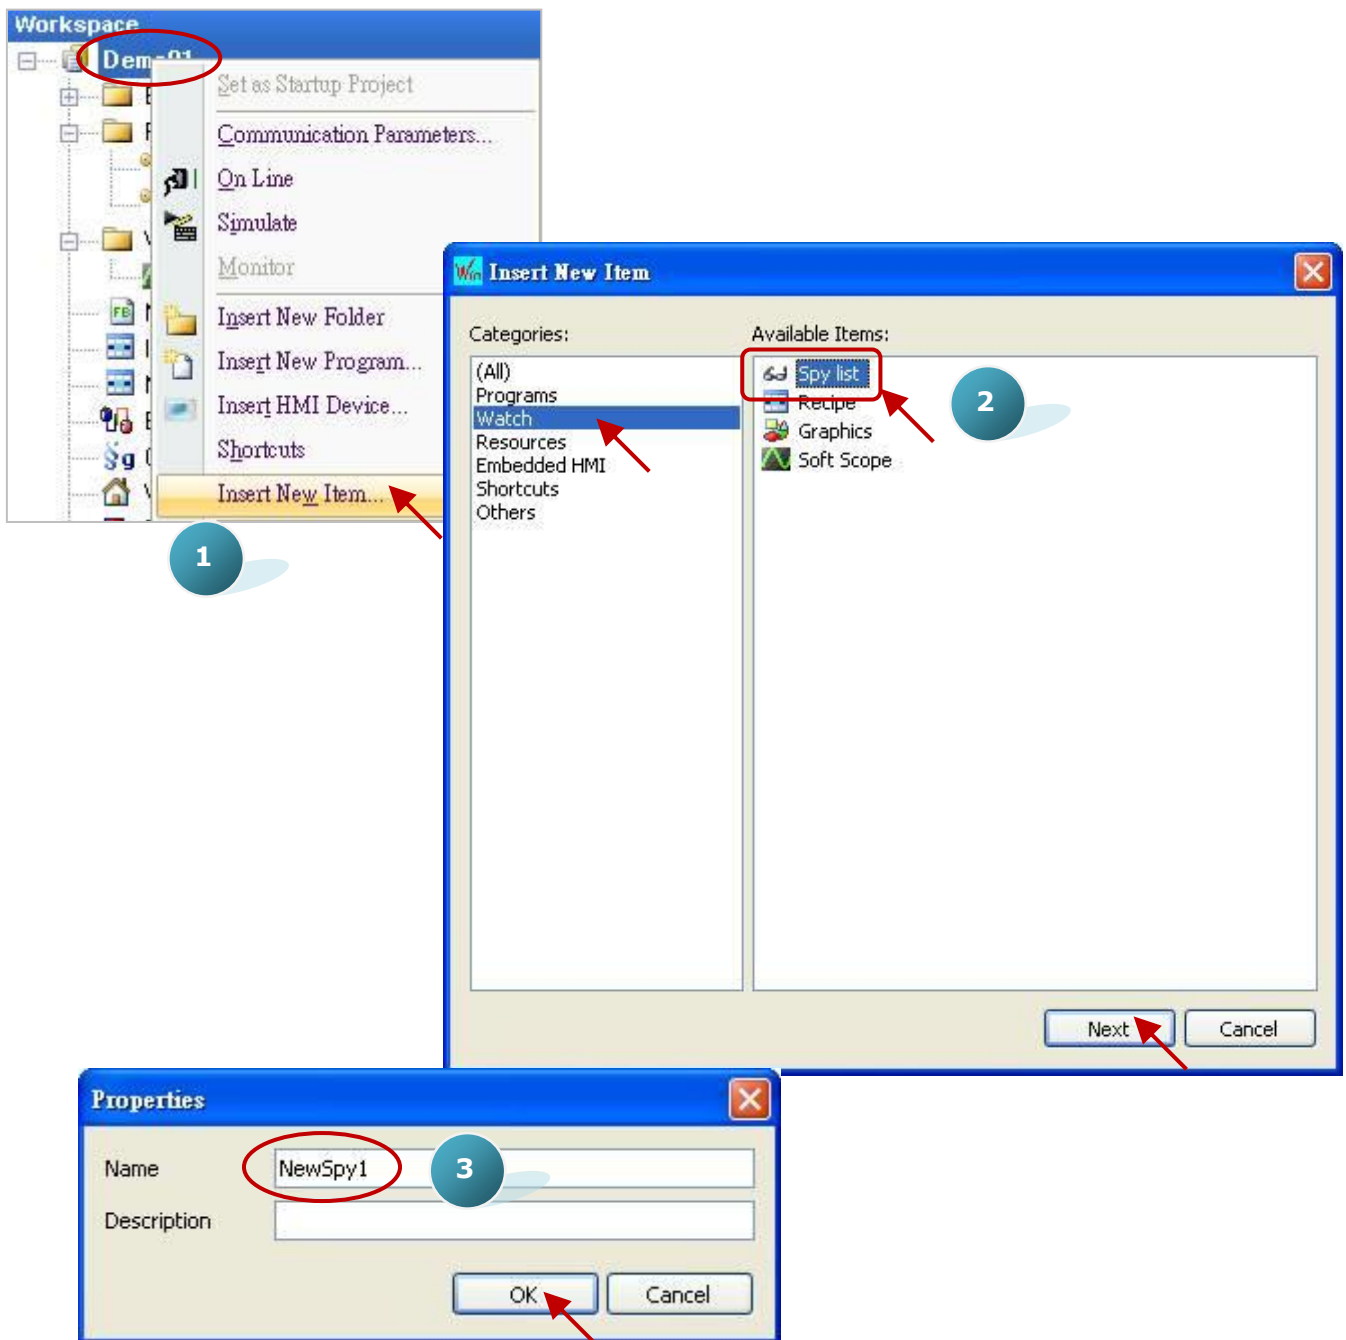 Workspace
Set as Startup Project
Communication Parameters...
On Line
Simulate
Monitor
Insert New Folder
Insert New Program...
Insert HMI Device...
Shortcuts
Insert New Item...
1
Insert New Item
Categories:
(All)
Programs
Watch
Resources
Embedded HMI
Shortcuts
Others
Available Items:
Spy list
Recipe
Graphics
Soft Scope
2
Next
Cancel
Properties
Name
NewSpy1
3
Description
OK
Cancel